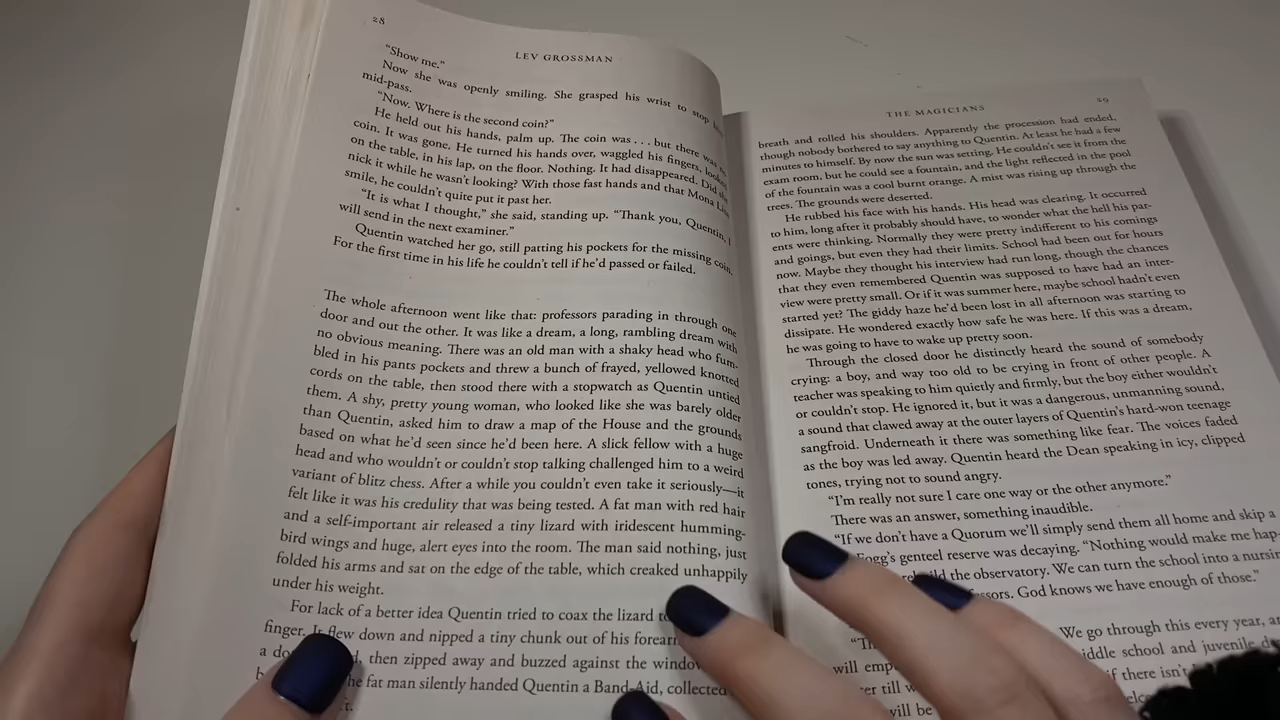 28
LEV GROSSMAN
"Show me."
Now she was openly smiling. She grasped his wrist to stop
mid-pass.
"Now. Where is the second coin?"
He held out his hands, palm up. The coin was . . . but there was
coin. It was gone. He turned his hands over, waggled his fingers,
on the table, in his lap, on the floor. Nothing. It had disappeared. Did
nick it while he wasn't looking? With those fast hands and that Mona
smile, he couldn't quite put it past her.
"It is what I thought," she said, standing up. "Thank you, Quentin, I
will send in the next examiner."
Quentin watched her go, still patting his pockets for the missing coin.
For the first time in his life he couldn't tell if he'd passed or failed.
The whole afternoon went like that: professors parading in through one
door and out the other. It was like a dream, a long, rambling dream with
no obvious meaning. There was an old man with a shaky head who fum-
bled in his pants pockets and threw a bunch of frayed, yellowed knotted
cords on the table, then stood there with a stopwatch as Quentin untied
them. A shy, pretty young woman, who looked like she was barely older
than Quentin, asked him to draw a map of the House and the grounds
based on what he'd seen since he'd been here. A slick fellow with a huge
head and who wouldn't or couldn't stop talking challenged him to a weird
variant of blitz chess. After a while you couldn't even take it seriously—it
felt like it was his credulity that was being tested. A fat man with red hair
and a self-important air released a tiny lizard with iridescent humming-
bird wings and huge, alert eyes into the room. The man said nothing, just
folded his arms and sat on the edge of the table, which creaked unhappily
under his weight.
For lack of a better idea Quentin tried to coax the lizard
finger. It flew down and nipped a tiny chunk out of his
a then zipped away and buzzed against the
fat man silently handed Quentin a Band-Aid, collected
THE MAGICIANS
29
breath and rolled his shoulders. Apparently the procession had ended,
though nobody bothered to say anything to Quentin. At least he had a few
minutes to himself. By now the sun was setting. He couldn't see it from the
exam room, but he could see a fountain, and the light reflected in the pool
of the fountain was a cool burnt orange. A mist was rising up through the
trees. The grounds were deserted.
He rubbed his face with his hands. His head was clearing. It occurred
to him, long after it probably should have, to wonder what the hell his par-
ents were thinking. Normally they were pretty indifferent to his comings
and goings, but even they had their limits. School had been out for hours
now. Maybe they thought his interview had run long, though the chances
that they even remembered Quentin was supposed to have had an inter-
view were pretty small. Or if it was summer here, maybe school hadn't even
started yet? The giddy haze he'd been lost in all afternoon was starting to
dissipate. He wondered exactly how safe he was here. If this was a dream,
he was going to have to wake up pretty soon.
Through the closed door he distinctly heard the sound of somebody
crying: a boy, and way too old to be crying in front of other people. A
teacher was speaking to him quietly and firmly, but the boy either wouldn't
or couldn't stop. He ignored it, but it was a dangerous, unmanning sound,
a sound that clawed away at the outer layers of Quentin's hard-won teenage
sangfroid. Underneath it there was something like fear. The voices faded
as the boy was led away. Quentin heard the Dean speaking in icy, clipped
tones, trying not to sound angry.
"I'm really not sure I care one way or the other anymore."
There was an answer, something inaudible.
"If we don't have a Quorum we'll simply send them all home and skip a
Fogg's genteel reserve was decaying. "Nothing would make me hap-
the observatory. We can turn the school into a
God knows we have enough of those."
We go through this every year,
will school and juvenile
if there isn't
till
will be